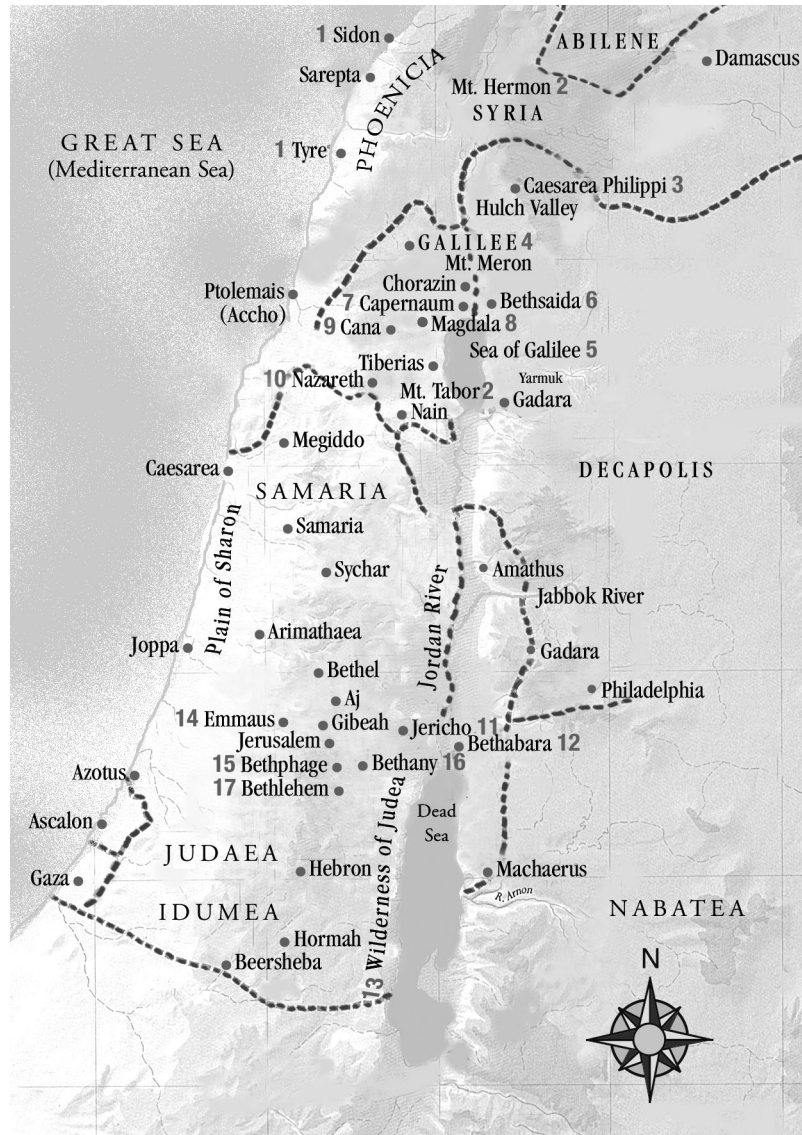 1 Sidon
ABILENE
Damascus
Sarepta
PHOENICIA
Mt. Hermon 2
SYRIA
GREAT SEA
(Mediterranean Sea)
1 Tyre
Caesarea Philippi 3
Hulch Valley
GALILEE 4
Mt. Meron
Chorazin
Ptolemais
(Accho)
7 Capernaum
Bethsaida 6
9 Cana
Magdala 8
Sea of Galilee 5
Tiberias
Yarmuk
10 Nazareth
Mt. Tabor 2
Gadara
Nain
Megiddo
Caesarea
DECAPOLIS
SAMARIA
Plain of Sharon
Samaria
Sychar
Jordan River
Amathus
Jabbok River
Arimathaea
Joppa
Gadara
Bethel
Philadelphia
Aj
14 Emmaus
Gibeah
Jericho 11
Jerusalem
Bethabara 12
15 Bethphage
Bethany 16
Azotus
17 Bethlehem
Dead
Sea
Ascalon
JUDAEA
13 Wilderness of Judea
Hebron
Machaerus
Gaza
R. Arnon
IDUMEA
NABATEA
Hormah
Beersheba
N